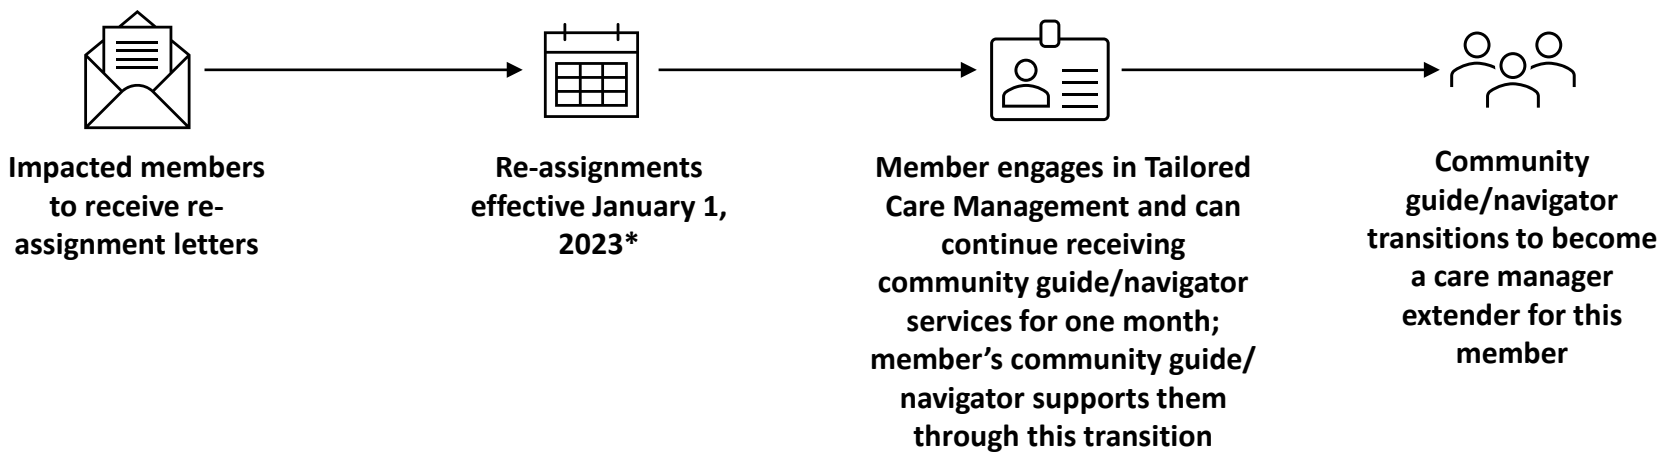 Impacted members
to receive re-
assignment letters
Re-assignments
effective January 1,
2023*
Member engages in Tailored
Care Management and can
continue receiving
community guide/navigator
services for one month;
member’s community guide/
navigator supports them
through this transition
Community
guide/navigator
transitions to become
a care manager
extender for this
member